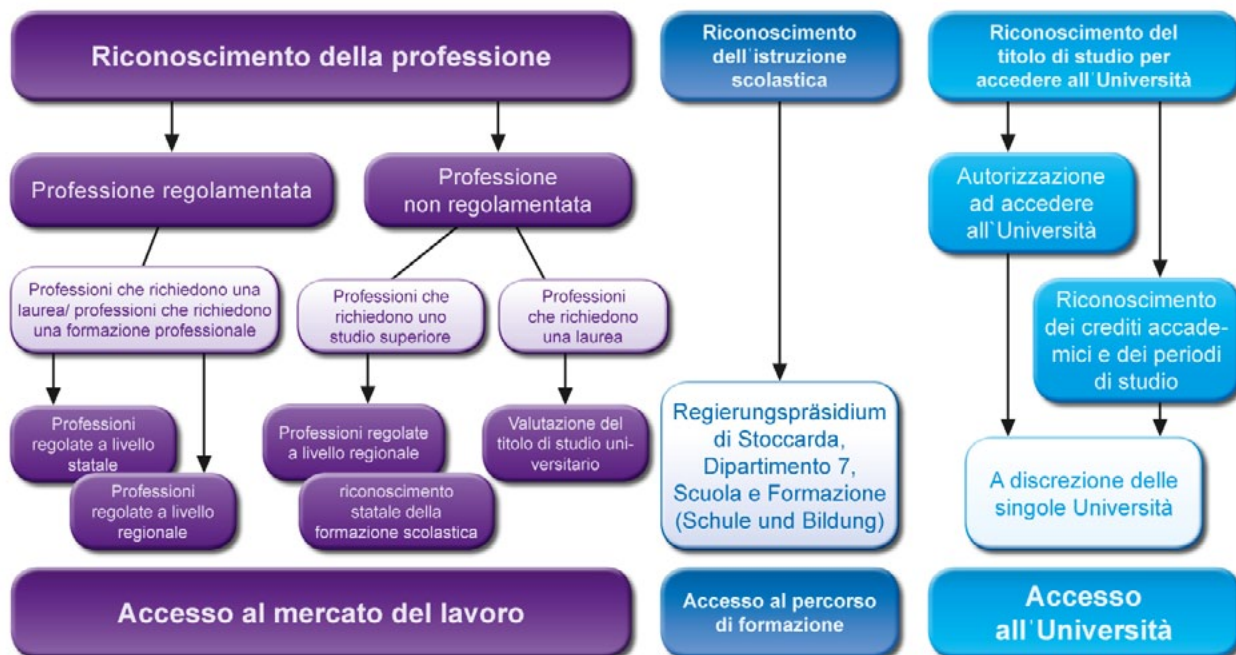 Riconoscimento della professione
Professione regolamentata
Professione
non regolamentata
Professioni che richiedono una
laurea/ professioni che richiedono
una formazione professionale
Professioni che
richiedono uno
studio superiore
Professioni
che richiedono
una laurea
Professioni
regolate a livello
statale
Professioni
regolate a livello
regionale
Professioni regolate
a livello regionale
riconoscimento
statale della
formazione scolastica
Valutazione del
titolo di studio uni-
versitario
Accesso al mercato del lavoro
Riconoscimento
dell`istruzione
scolastica
Regierungspräsidium
di Stoccarda,
Dipartimento 7,
Scuola e Formazione
(Schule und Bildung)
Accesso al percorso
di formazione
Riconoscimento del
titolo di studio per
accedere all`Università
Autorizzazione
ad accedere
all`Università
Riconoscimento
dei crediti accade-
mici e dei periodi
di studio
A discrezione delle
singole Università
Accesso
all`Università